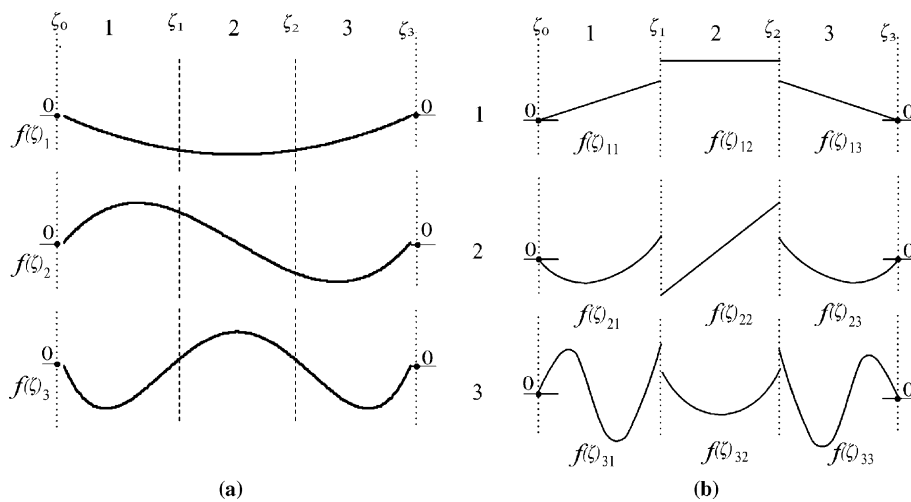 ζ₀ 1 ζ₁ 2 ζ₂ 3 ζ₃
0 0
f(ζ)₁
0 0
f(ζ)₂
0 0
f(ζ)₃
(a)
ζ₀ 1 ζ₁ 2 ζ₂ 3 ζ₃
1 0 0
f(ζ)₁₁ f(ζ)₁₂ f(ζ)₁₃
2 0 0
f(ζ)₂₁ f(ζ)₂₂ f(ζ)₂₃
3 0 0
f(ζ)₃₁ f(ζ)₃₂ f(ζ)₃₃
(b)